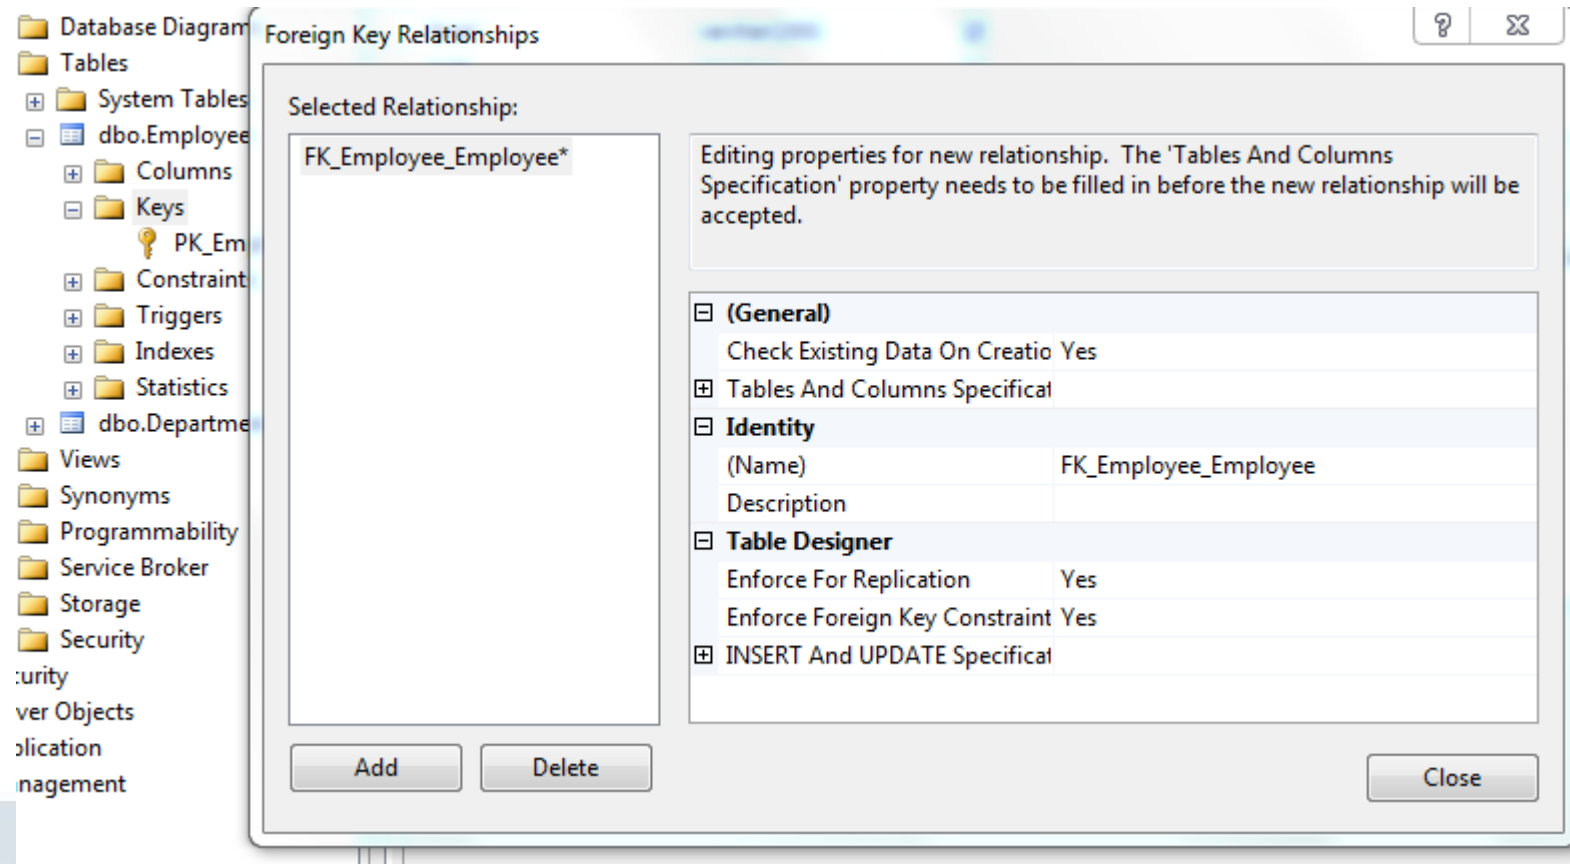 Database Diagram
Tables
System Tables
dbo.Employee
Columns
Keys
PK_Em
Constraint
Triggers
Indexes
Statistics
dbo.Departme
Views
Synonyms
Programmability
Service Broker
Storage
Security
urity
ver Objects
plication
nagement
Foreign Key Relationships
Selected Relationship:
FK_Employee_Employee*
Add
Delete
Editing properties for new relationship. The 'Tables And Columns
Specification' property needs to be filled in before the new relationship will be
accepted.
(General)
Check Existing Data On Creatio Yes
Tables And Columns Specificat
Identity
(Name) FK_Employee_Employee
Description
Table Designer
Enforce For Replication Yes
Enforce Foreign Key Constraint Yes
INSERT And UPDATE Specificat
Close